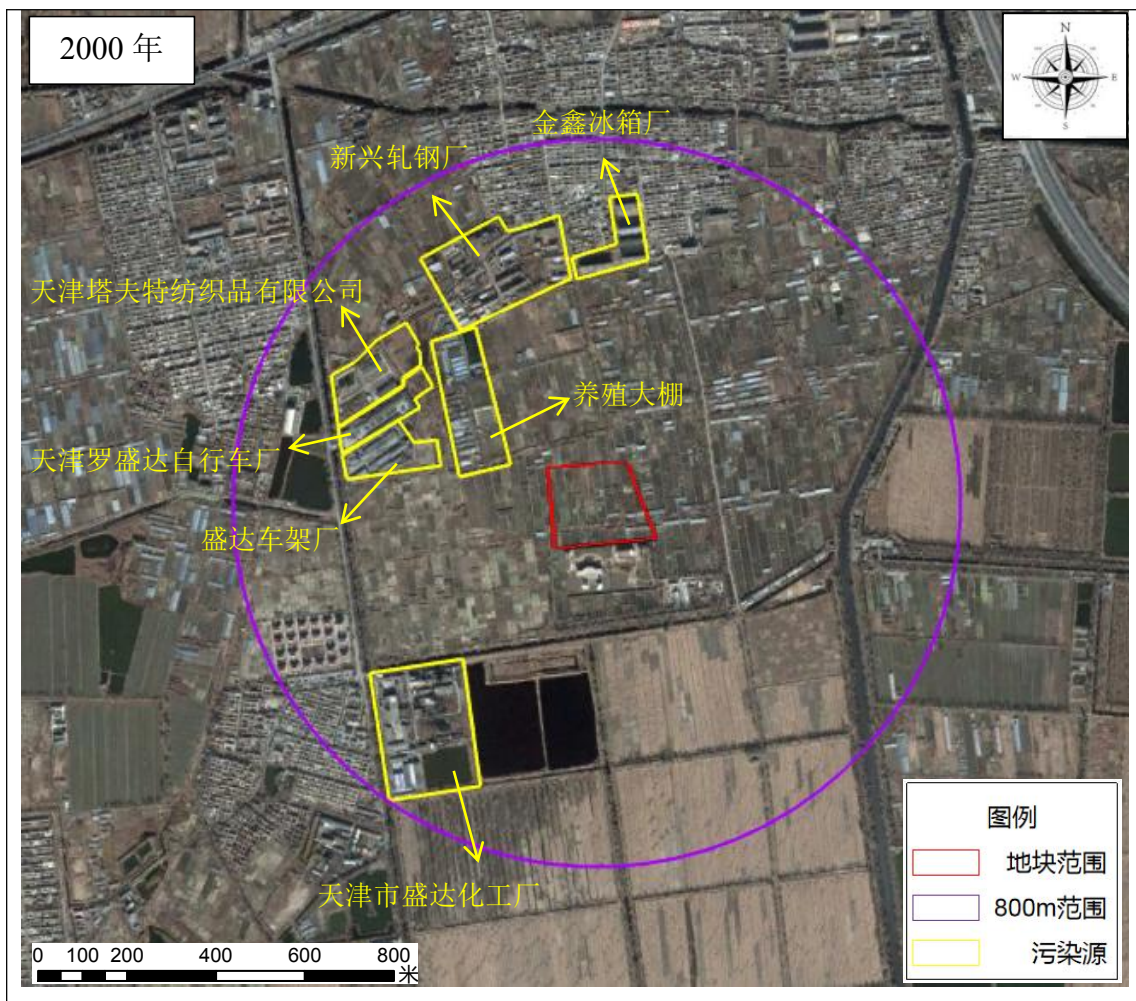 2000 年
N
W
E
S
金鑫冰箱厂
新兴轧钢厂
天津塔夫特纺织品有限公司
养殖大棚
天津罗盛达自行车厂
盛达车架厂
天津市盛达化工厂
图例
地块范围
800m范围
污染源
0 100 200 400 600 800
米